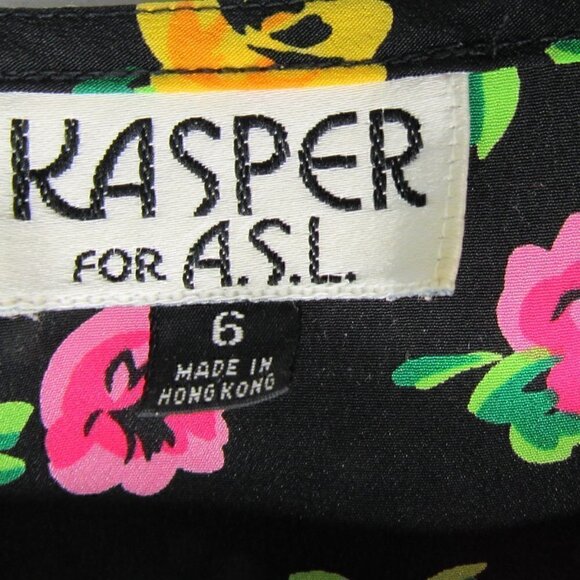 KASPER
FOR A.S.L.
6
MADE IN
HONG KONG